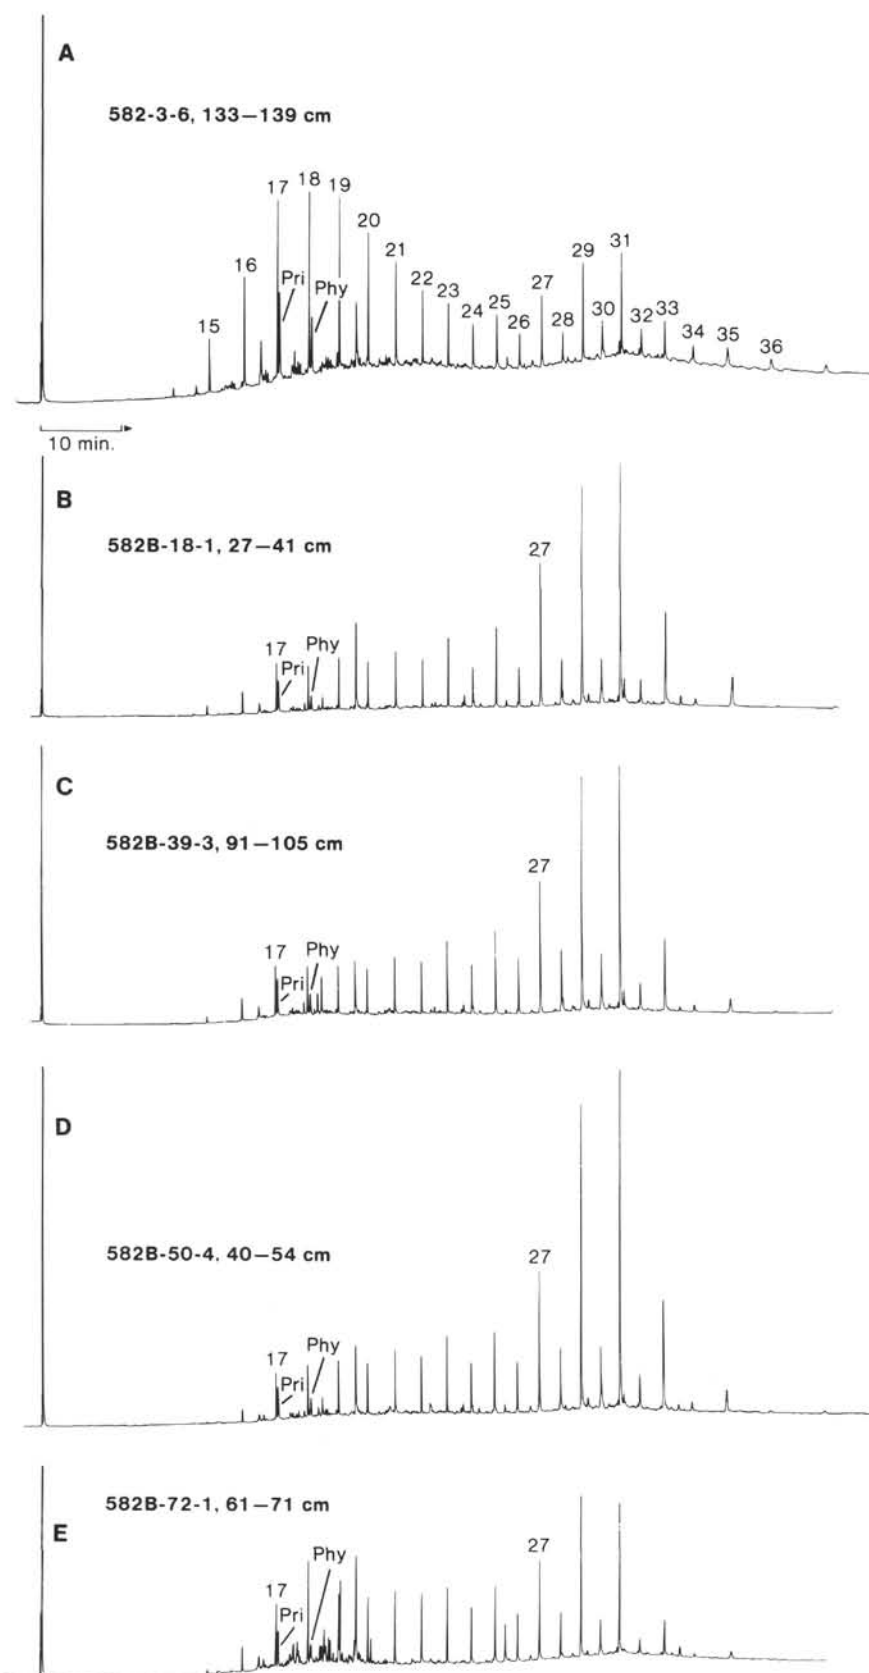 A
582-3-6, 133—139 cm
15 16 17 Pri 18 Phy 19 20 21 22 23 24 25 26 27 28 29 30 31 32 33 34 35 36
10 min.
B
582B-18-1, 27—41 cm
17 Pri Phy 27
C
582B-39-3, 91—105 cm
17 Pri Phy 27
D
582B-50-4. 40—54 cm
17 Pri Phy 27
582B-72-1, 61—71 cm
E
17 Pri Phy 27